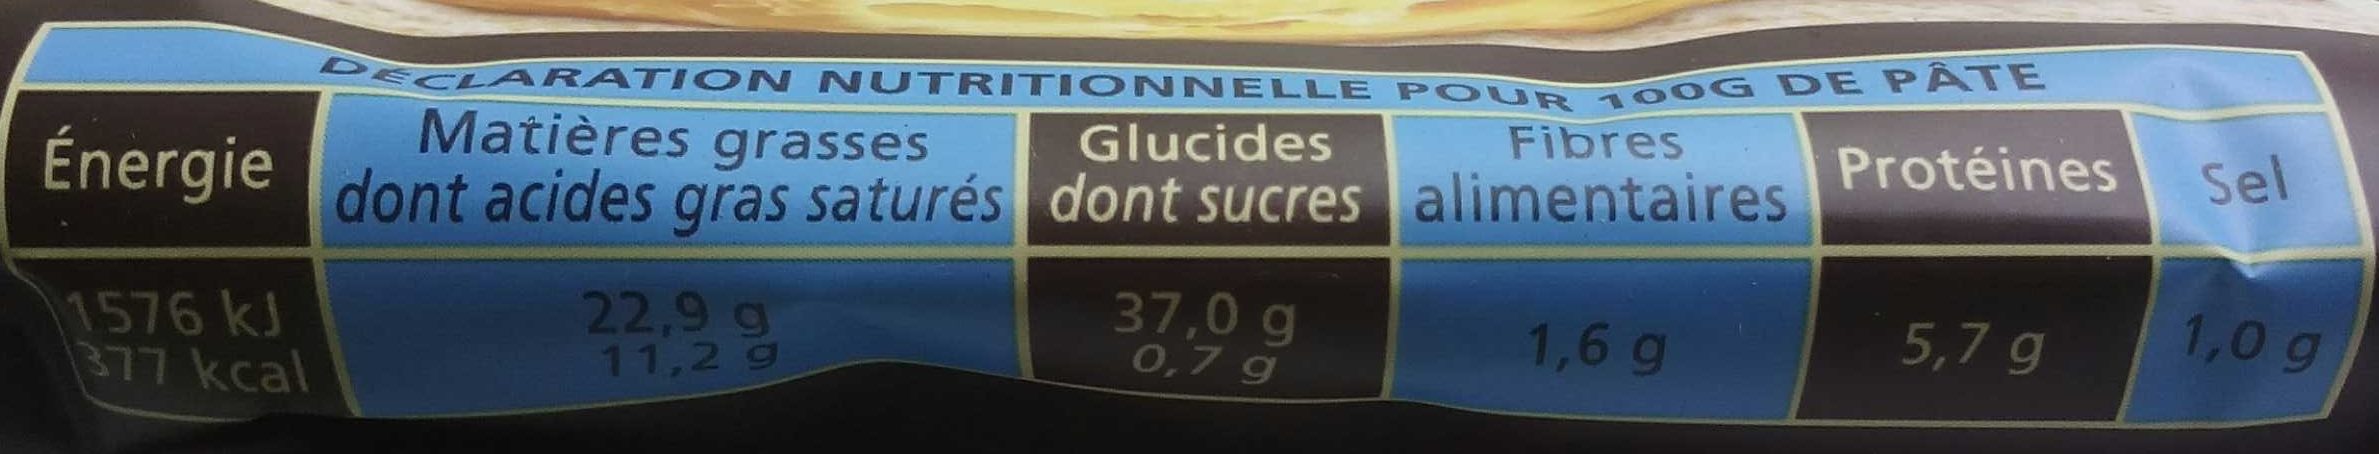 DÉCLARATION NUTRITIONNELLE POUR 100G DE PÂTE
Énergie
Matières grasses
dont acides gras saturés
Glucides
dont sucres
Fibres
alimentaires
Protéines
Sel
1576 kJ
377 kcal
22,9 g
11,2 g
37,0 g
0,7 g
1,6 g
5,7 g
1,0 g